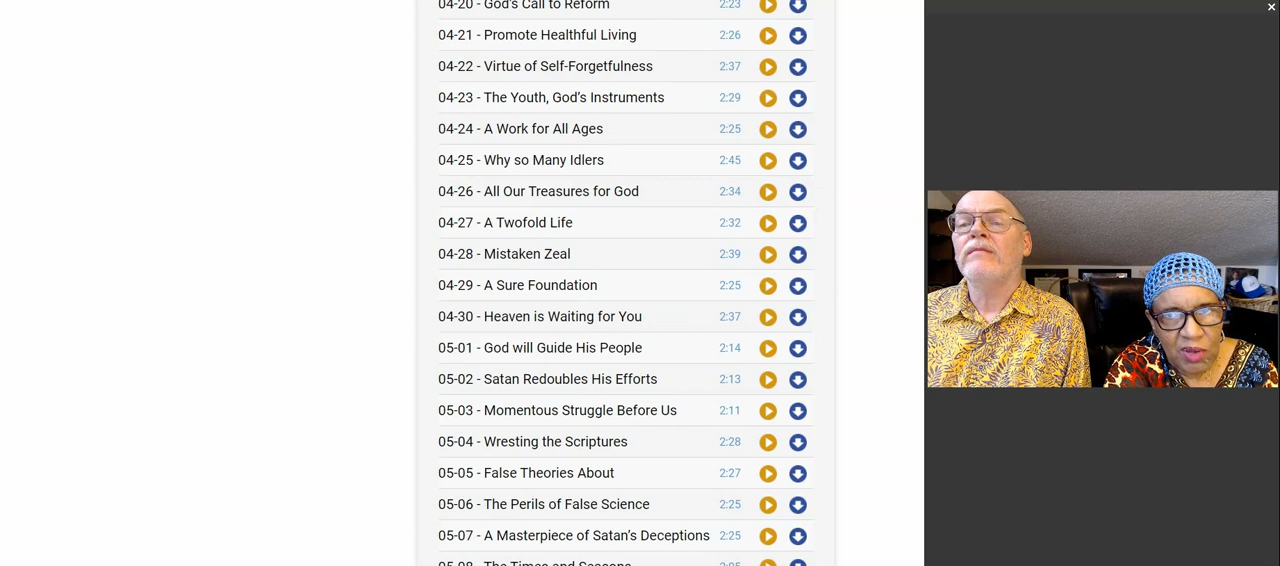 04-20 - God's Call to Reform 2:23
04-21 - Promote Healthful Living 2:26
04-22 - Virtue of Self-Forgetfulness 2:37
04-23 - The Youth, God’s Instruments 2:29
04-24 - A Work for All Ages 2:25
04-25 - Why so Many Idlers 2:45
04-26 - All Our Treasures for God 2:34
04-27 - A Twofold Life 2:32
04-28 - Mistaken Zeal 2:39
04-29 - A Sure Foundation 2:25
04-30 - Heaven is Waiting for You 2:37
05-01 - God will Guide His People 2:14
05-02 - Satan Redoubles His Efforts 2:13
05-03 - Momentous Struggle Before Us 2:11
05-04 - Wresting the Scriptures 2:28
05-05 - False Theories About 2:27
05-06 - The Perils of False Science 2:25
05-07 - A Masterpiece of Satan’s Deceptions 2:25
05-08 - The Times and Seasons